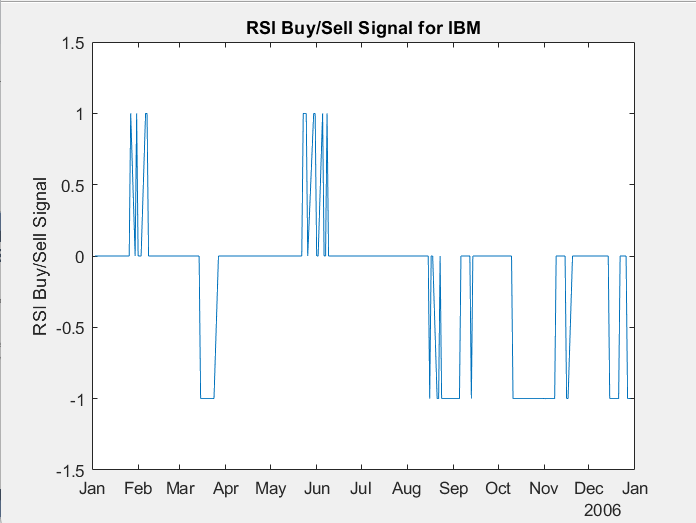 RSI Buy/Sell Signal for IBM
1.5
1
0.5
0
-0.5
-1
-1.5
RSI Buy/Sell Signal
Jan Feb Mar Apr May Jun Jul Aug Sep Oct Nov Dec Jan
2006